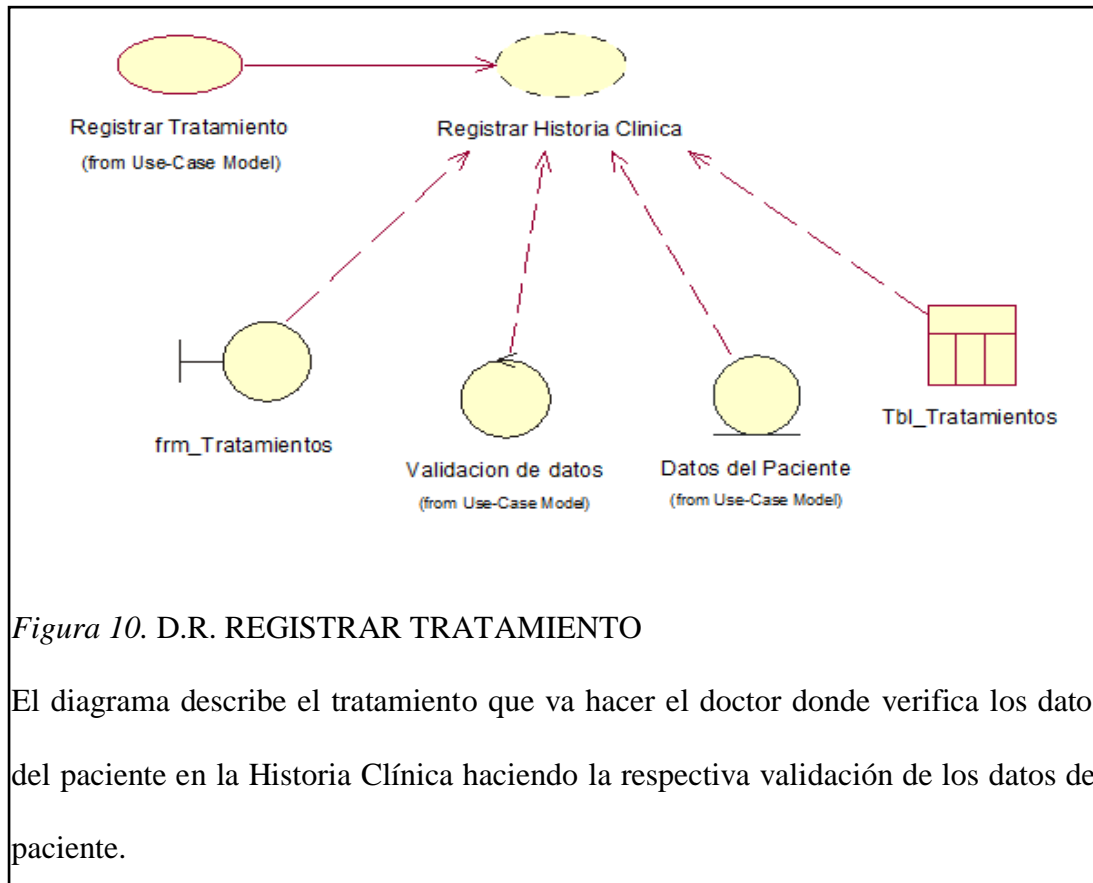 Registrar Tratamiento
(from Use-Case Model)
Registrar Historia Clinica
frm_Tratamientos
Validacion de datos
(from Use-Case Model)
Datos del Paciente
(from Use-Case Model)
Tbl_Tratamientos
Figura 10. D.R. REGISTRAR TRATAMIENTO
El diagrama describe el tratamiento que va hacer el doctor donde verifica los dato
del paciente en la Historia Clínica haciendo la respectiva validación de los datos de
paciente.